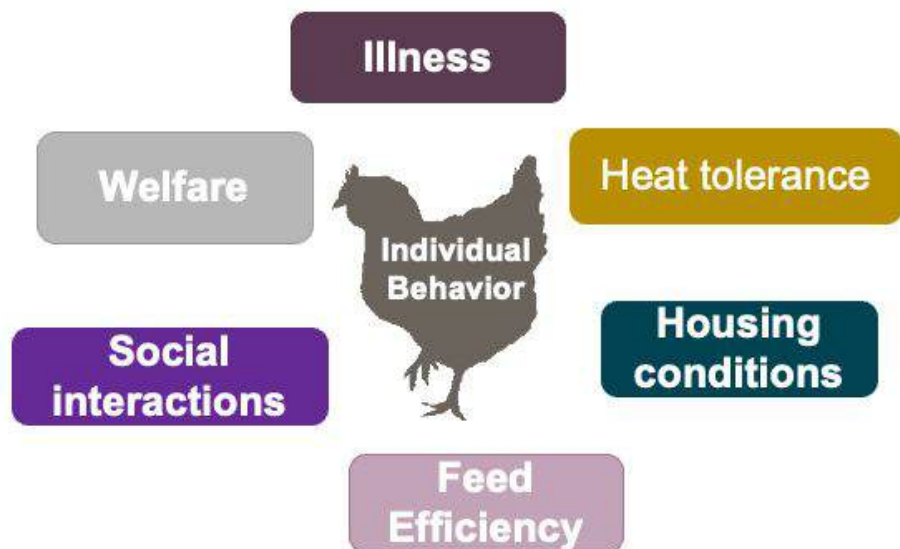 Illness
Welfare
Heat tolerance
Individual
Behavior
Housing
conditions
Social
interactions
Feed
Efficiency